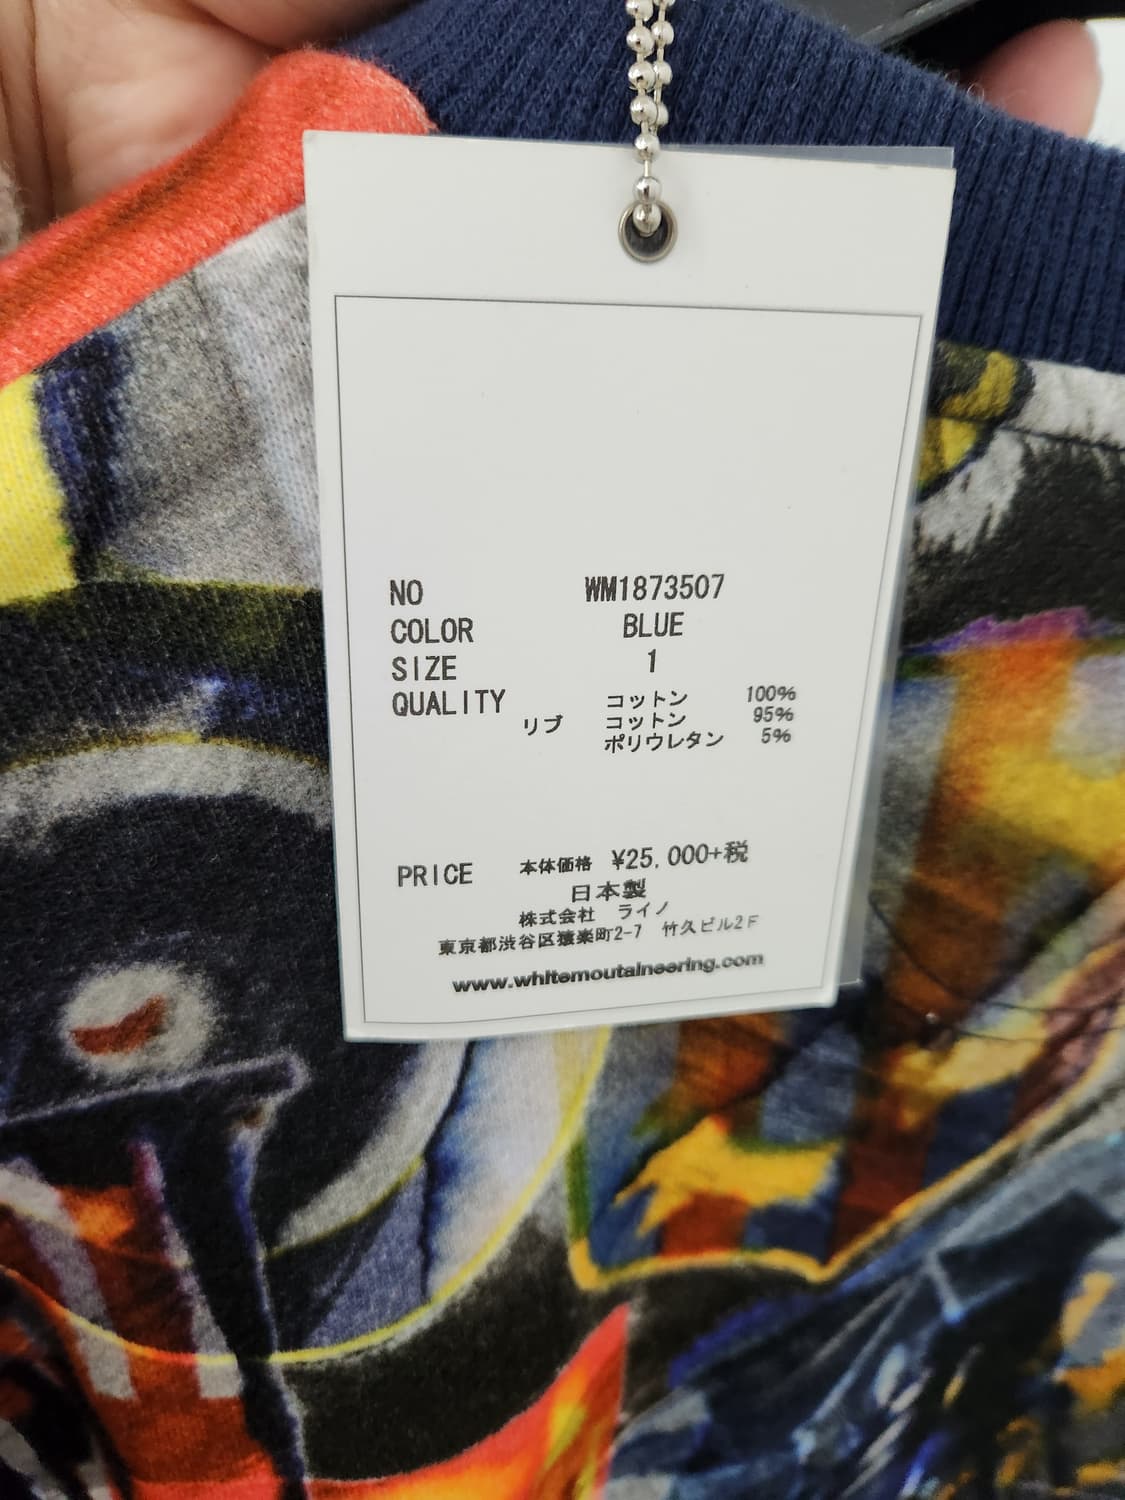 NO WM1873507
COLOR BLUE
SIZE 1
QUALITY コットン 100%
リブ コットン 95%
ポリウレタン 5%
PRICE 本体価格 ¥25,000+税
日本製
株式会社 ライノ
東京都渋谷区猿楽町2-7 竹久ビル2F
www.whitemoutaineering.com